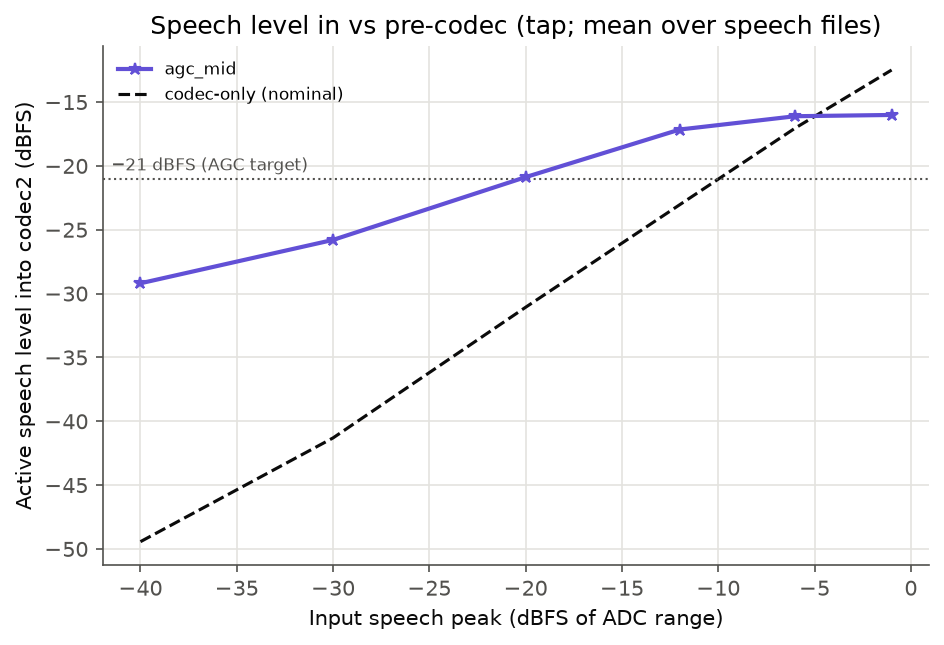 Speech level in vs pre-codec (tap; mean over speech files)
agc_mid
codec-only (nominal)
−21 dBFS (AGC target)
Active speech level into codec2 (dBFS)
−15
−20
−25
−30
−35
−40
−45
−50
−40 −35 −30 −25 −20 −15 −10 −5 0
Input speech peak (dBFS of ADC range)